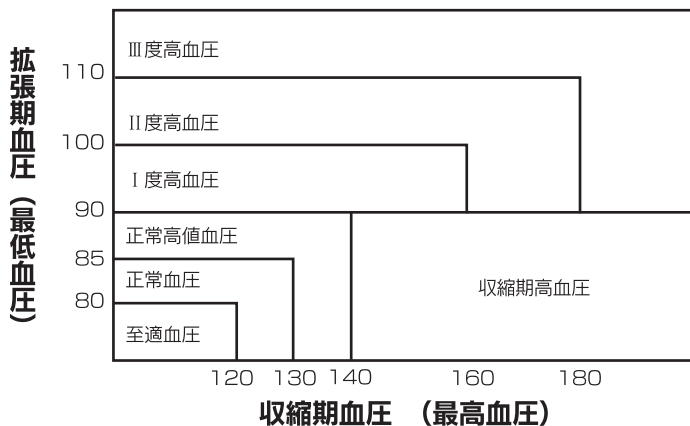 Ⅲ度高血圧
110
Ⅱ度高血圧
100
Ⅰ度高血圧
90
正常高値血圧
85
正常血圧
80
至適血圧
収縮期高血圧
拡張期血圧（最低血圧）
120 130 140 160 180
収縮期血圧 （最高血圧）